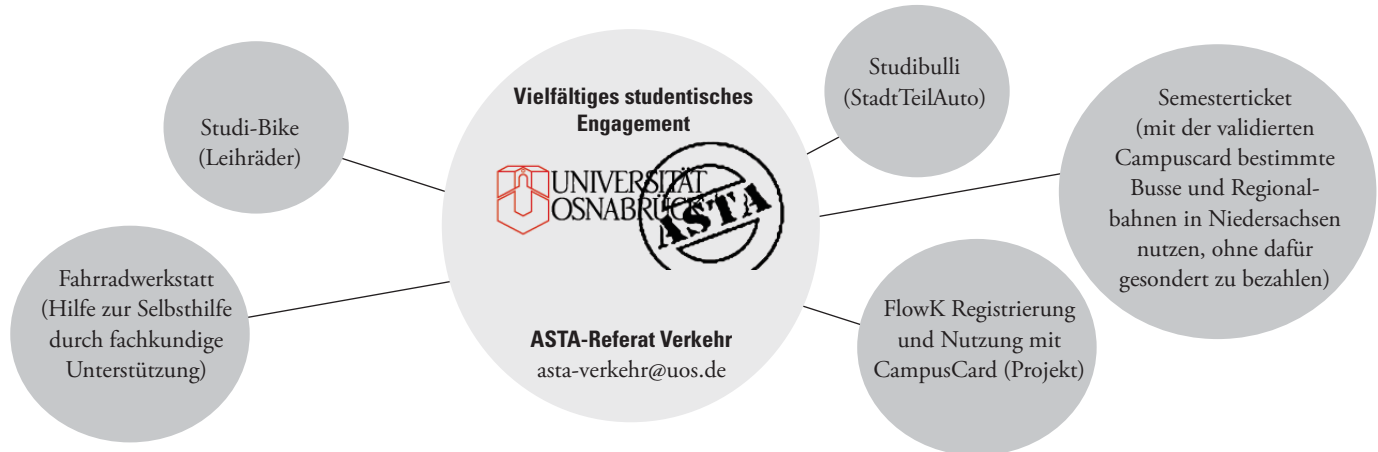 Vielfältiges studentisches
Engagement
UNIVERSITÄT
OSNABRÜCK
ASTA
ASTA-Referat Verkehr
asta-verkehr@uos.de
Studi-Bike
(Leihräder)
Fahrradwerkstatt
(Hilfe zur Selbsthilfe
durch fachkundige
Unterstützung)
Studibulli
(StadtTeilAuto)
Semesterticket
(mit der validierten
Campuscard bestimmte
Busse und Regional-
bahnen in Niedersachsen
nutzen, ohne dafür
gesondert zu bezahlen)
FlowK Registrierung
und Nutzung mit
CampusCard (Projekt)